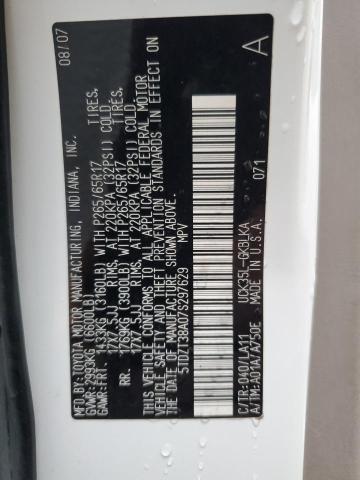 MFD.BY:TOYOTA MOTOR MANUFACTURING, INDIANA, INC. 08/07
GVWR:2993KG(6600LB)
GAWR:FRT. 1433KG(3160LB) WITH P265/65R17 TIRES,
17X7.5JJ RIMS, AT 220KPA (32PSI) COLD.
RR. 1769KG(3900LB) WITH P265/65R17 TIRES,
17X7.5JJ RIMS, AT 220KPA (32PSI) COLD.
THIS VEHICLE CONFORMS TO ALL APPLICABLE FEDERAL MOTOR
VEHICLE SAFETY AND THEFT PREVENTION STANDARDS IN EFFECT ON
THE DATE OF MANUFACTURE SHOWN ABOVE.
5TDZT38A07S297629 MPV
A
UCK35L-GKBLKA
C/TR:040/LA11 071
A/TM:A01A/A750E MADE IN U.S.A.